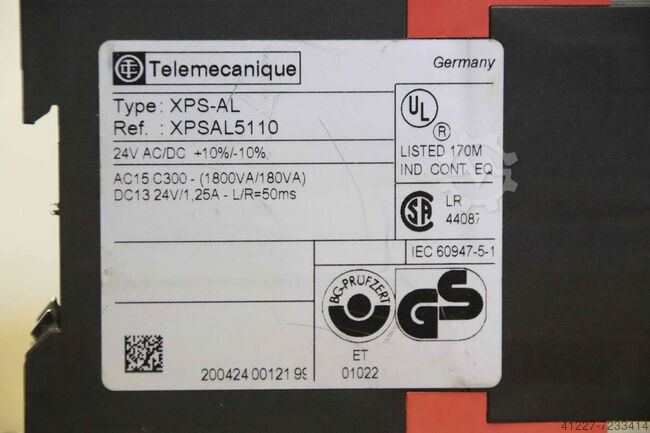 Telemecanique
Germany
Type: XPS-AL
Ref. : XPSAL5110
24V AC/DC +10%/-10%
AC15 C300 - (1800VA/180VA)
DC13 24V/1,25A - L/R=50ms
UL
R
LISTED 170M
IND. CONT. EQ
SA
LR
44087
IEC 60947-5-1
BG-PRÜFZERT
GS
ET
01022
200424 00121 99
41227-7233414